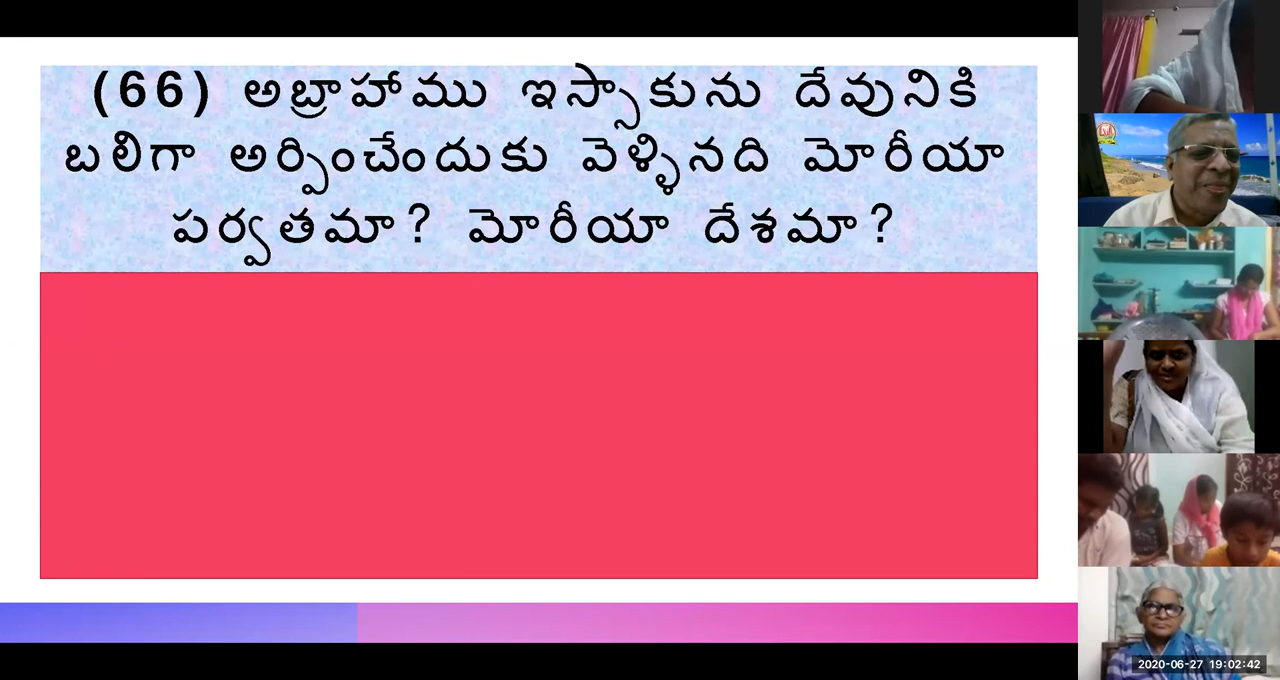 (66) అబ్రాహాము ఇస్సాకును దేవునికి
బలిగా అర్పించేందుకు వెళ్ళినది మోరీయా
పర్వతమా? మోరీయా దేశమా?
2020-06-27 19:02:42